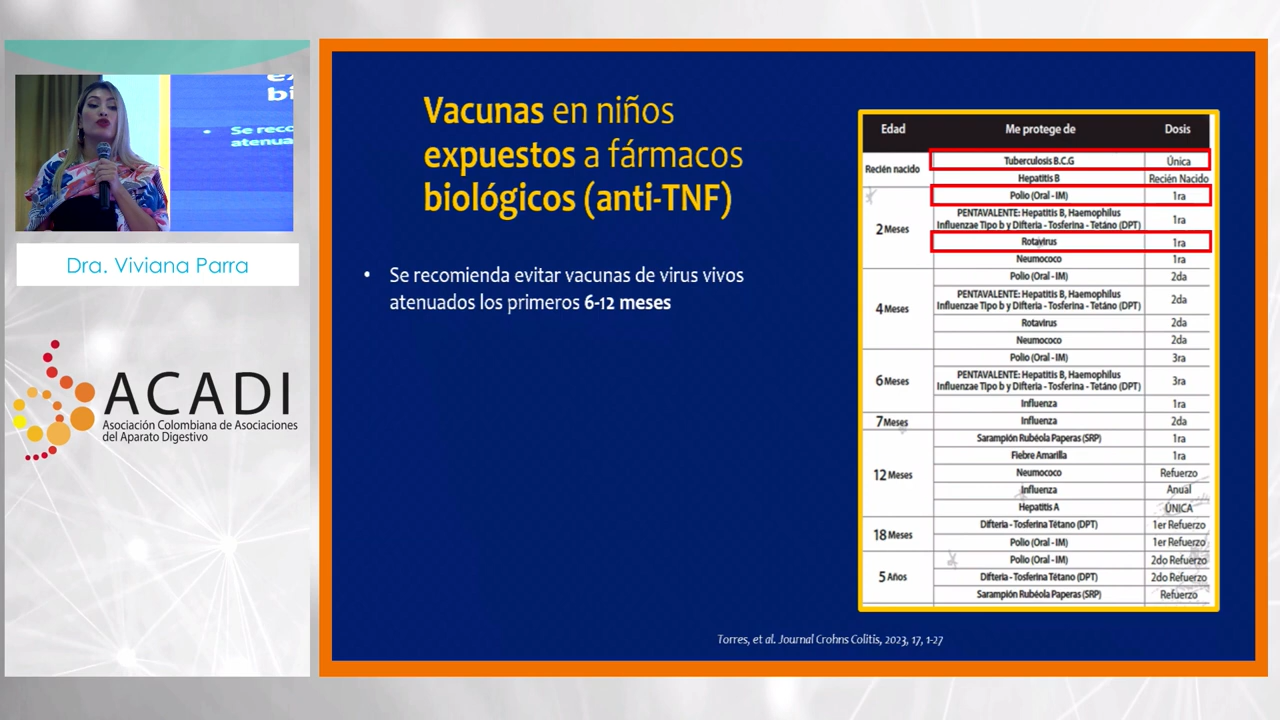 ex
bi
• Se reco
atenua
Dra. Viviana Parra
ACADI
Asociación Colombiana de Asociaciones
del Aparato Digestivo
Vacunas en niños
expuestos a fármacos
biológicos (anti-TNF)
• Se recomienda evitar vacunas de virus vivos
atenuados los primeros 6-12 meses
Edad Me protege de Dosis
Recién nacido
Tuberculosis B.C.G Única
Hepatitis B Recién Nacido
2 Meses
Polio (Oral - IM) 1ra
PENTAVALENTE: Hepatitis B, Haemophilus
Influenzae Tipo b y Difteria - Tosferina - Tetáno (DPT) 1ra
Rotavirus 1ra
Neumococo 1ra
4 Meses
Polio (Oral - IM) 2da
PENTAVALENTE: Hepatitis B, Haemophilus
Influenzae Tipo b y Difteria - Tosferina - Tetáno (DPT) 2da
Rotavirus 2da
Neumococo 2da
6 Meses
Polio (Oral - IM) 3ra
PENTAVALENTE: Hepatitis B, Haemophilus
Influenzae Tipo b y Difteria - Tosferina - Tetáno (DPT) 3ra
Influenza 1ra
7 Meses
Influenza 2da
12 Meses
Sarampión Rubéola Paperas (SRP) 1ra
Fiebre Amarilla 1ra
Neumococo Refuerzo
Influenza Anual
Hepatitis A ÚNICA
18 Meses
Difteria - Tosferina Tétano (DPT) 1er Refuerzo
Polio (Oral - IM) 1er Refuerzo
5 Años
Polio (Oral - IM) 2do Refuerzo
Difteria - Tosferina Tétano (DPT) 2do Refuerzo
Sarampión Rubéola Paperas (SRP) Refuerzo
Torres, et al. Journal Crohns Colitis, 2023, 17, 1-27